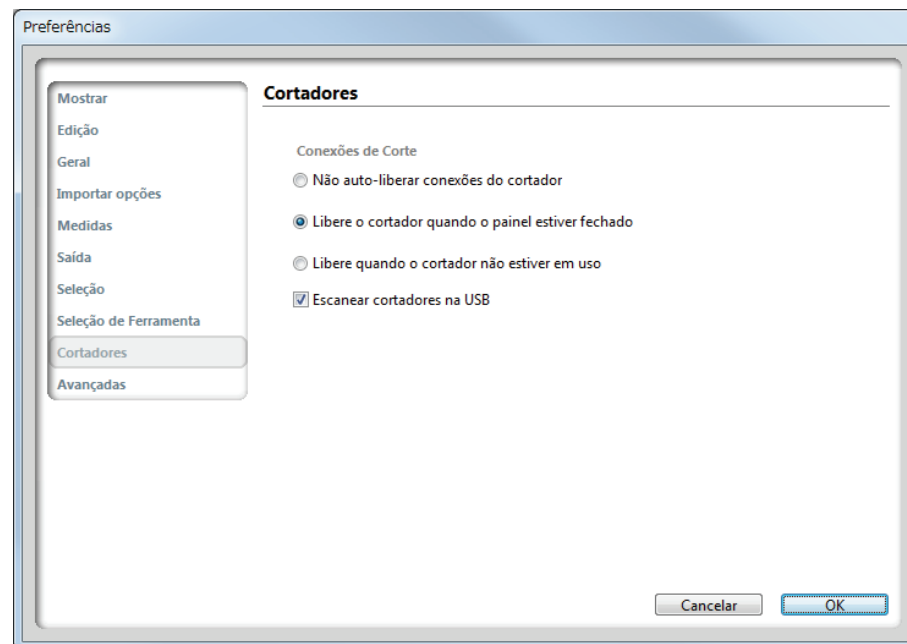 Preferências
Mostrar
Edição
Geral
Importar opções
Medidas
Saída
Seleção
Seleção de Ferramenta
Cortadores
Avançadas
Cortadores
Conexões de Corte
Não auto-liberar conexões do cortador
Libere o cortador quando o painel estiver fechado
Libere quando o cortador não estiver em uso
Escanear cortadores na USB
Cancelar
OK